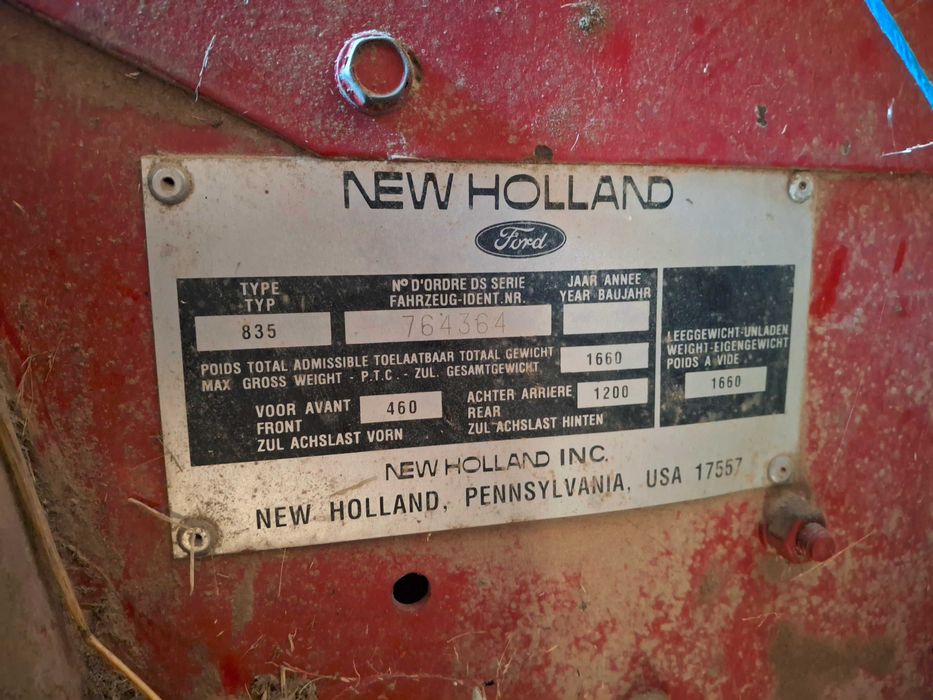 NEW HOLLAND
Ford
TYPE
TYP
835
Nº D'ORDRE DS SERIE
FAHRZEUG-IDENT.NR.
764364
JAAR ANNEE
YEAR BAUJAHR
POIDS TOTAL ADMISSIBLE TOELAATBAAR TOTAAL GEWICHT
MAX GROSS WEIGHT - P.T.C. - ZUL GESAMTGEWICHT
1660
VOOR AVANT
FRONT
ZUL ACHSLAST VORN
460
ACHTER ARRIERE
REAR
ZUL ACHSLAST HINTEN
1200
LEEGGEWICHT-UNLADEN
WEIGHT-EIGENGEWICHT
POIDS A VIDE
1660
NEW HOLLAND INC.
NEW HOLLAND, PENNSYLVANIA, USA 17557